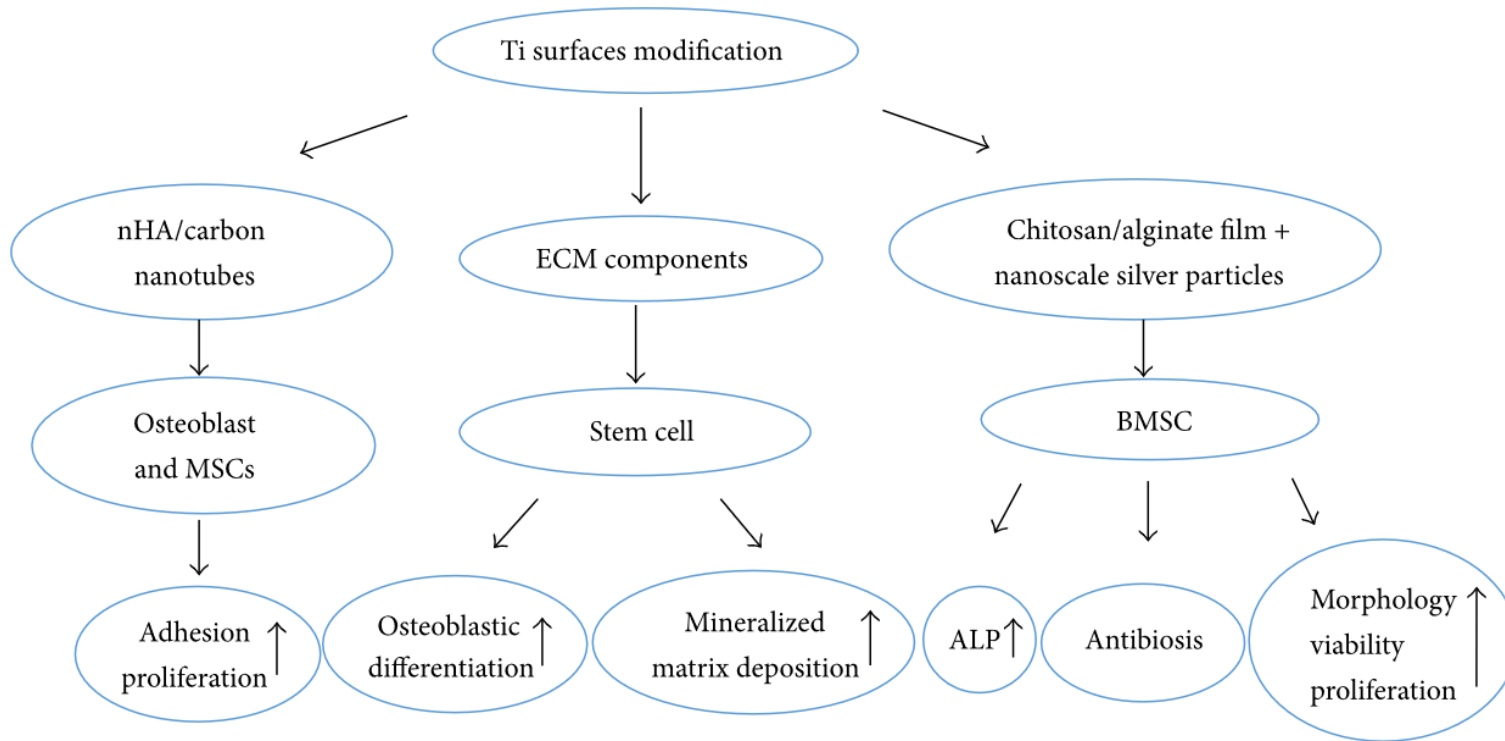 Ti surfaces modification
nHA/carbon
nanotubes
ECM components
Chitosan/alginate film +
nanoscale silver particles
Osteoblast
and MSCs
Stem cell
BMSC
Adhesion
proliferation
Osteoblastic
differentiation
Mineralized
matrix deposition
ALP
Antibiosis
Morphology
viability
proliferation